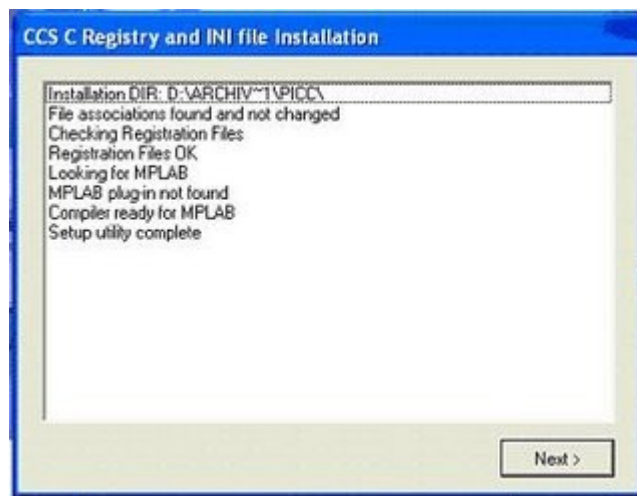 CCS C Registry and INI file Installation
Installation DIR: D:\ARCHIV~1\PICC\
File associations found and not changed
Checking Registration Files
Registration Files OK
Looking for MPLAB
MPLAB plug-in not found
Compiler ready for MPLAB
Setup utility complete
Next >